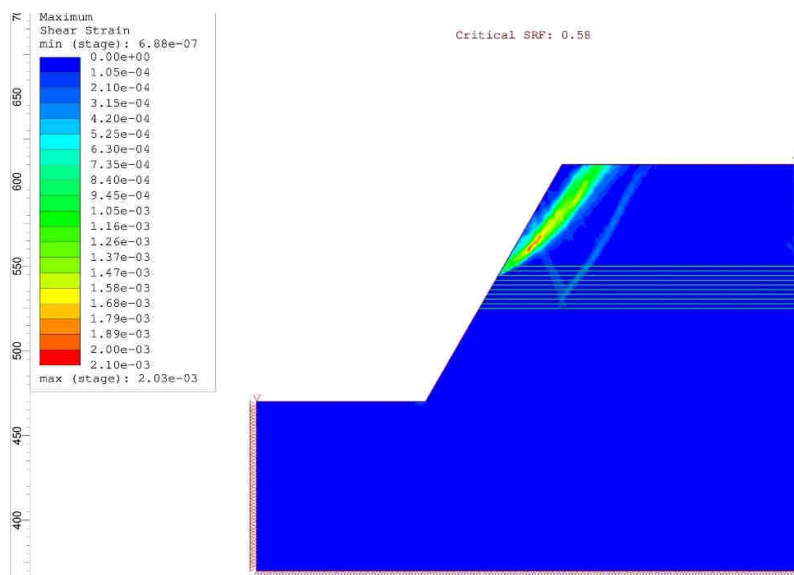 Maximum
Shear Strain
min (stage): 6.88e-07
0.00e+00
1.05e-04
2.10e-04
3.15e-04
4.20e-04
5.25e-04
6.30e-04
7.35e-04
8.40e-04
9.45e-04
1.05e-03
1.16e-03
1.26e-03
1.37e-03
1.47e-03
1.58e-03
1.68e-03
1.79e-03
1.89e-03
2.00e-03
2.10e-03
max (stage): 2.03e-03
Critical SRF: 0.58
650
600
550
500
450
400